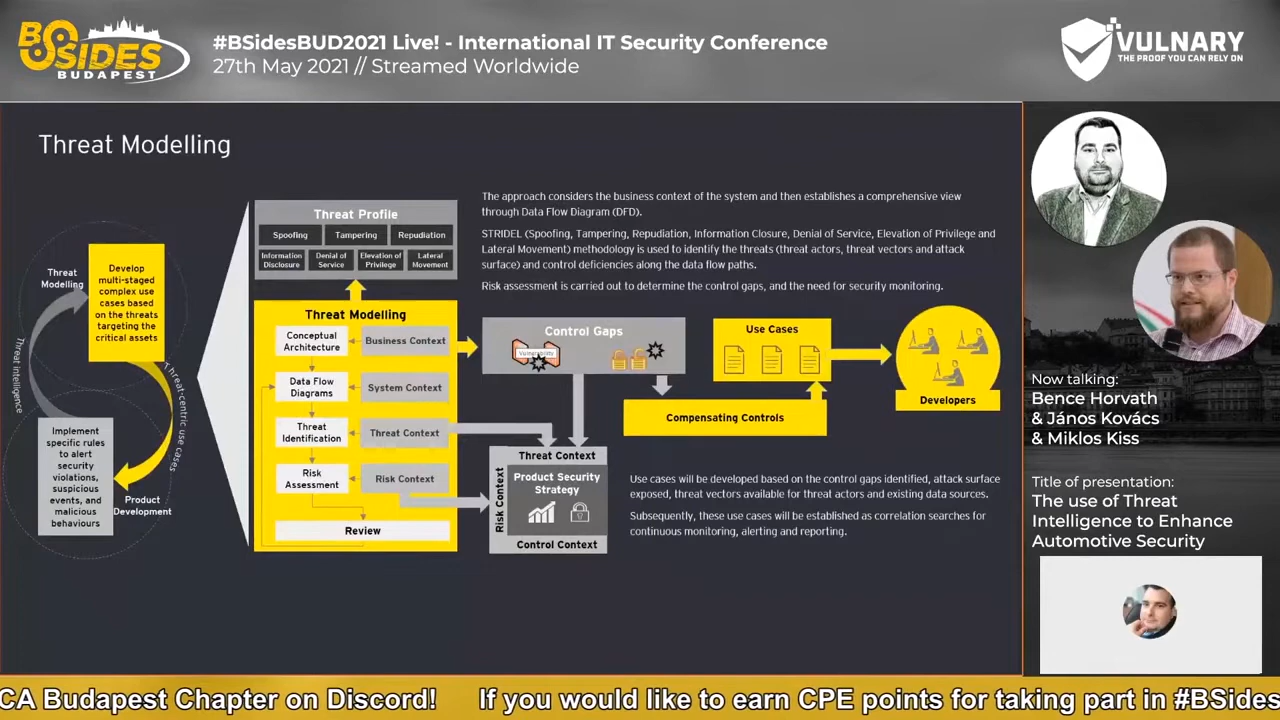 BSIDES
BUDAPEST
#BSidesBUD2021 Live! - International IT Security Conference
27th May 2021 // Streamed Worldwide
VULNARY
THE PROOF YOU CAN RELY ON
Threat Modelling
Threat
Modelling
Develop
multi-staged
complex use
cases based
on the threats
targeting the
critical assets
Threat intelligence
Threat-centric use cases
Implement
specific rules
to alert
security
violations,
suspicious
events, and
malicious
behaviours
Product
Development
Threat Profile
Spoofing
Tampering
Repudiation
Information
Disclosure
Denial of
Service
Elevation of
Privilege
Lateral
Movement
Threat Modelling
Conceptual
Architecture
Business Context
Data Flow
Diagrams
System Context
Threat
Identification
Threat Context
Risk
Assessment
Risk Context
Review
The approach considers the business context of the system and then establishes a comprehensive view
through Data Flow Diagram (DFD).
STRIDEL (Spoofing, Tampering, Repudiation, Information Closure, Denial of Service, Elevation of Privilege and
Lateral Movement) methodology is used to identify the threats (threat actors, threat vectors and attack
surface) and control deficiencies along the data flow paths.
Risk assessment is carried out to determine the control gaps, and the need for security monitoring.
Control Gaps
Vulnerability
Use Cases
Developers
Compensating Controls
Threat Context
Risk Context
Product Security
Strategy
Control Context
Use cases will be developed based on the control gaps identified, attack surface
exposed, threat vectors available for threat actors and existing data sources.
Subsequently, these use cases will be established as correlation searches for
continuous monitoring, alerting and reporting.
Now talking:
Bence Horvath
& János Kovács
& Miklos Kiss
Title of presentation:
The use of Threat
Intelligence to Enhance
Automotive Security
CA Budapest Chapter on Discord! If you would like to earn CPE points for taking part in #BSides